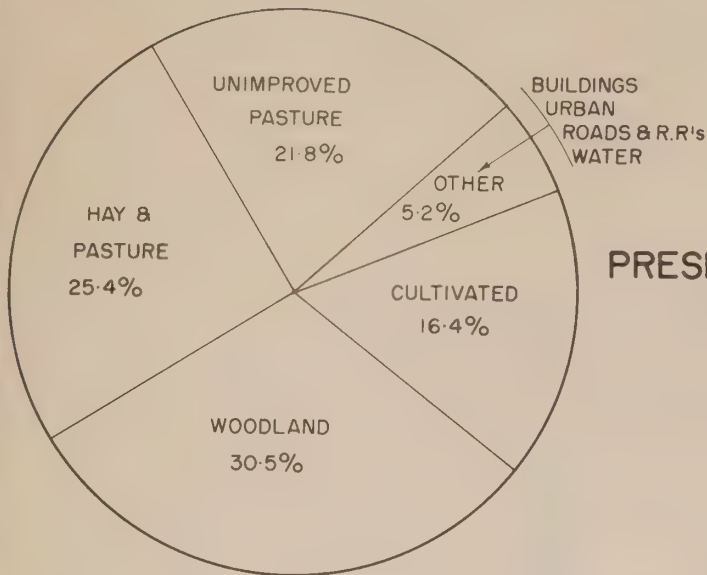 UNIMPROVED
PASTURE
21.8%
BUILDINGS
URBAN
ROADS & R.R's
WATER
OTHER
5.2%
HAY &
PASTURE
25.4%
CULTIVATED
16.4%
WOODLAND
30.5%